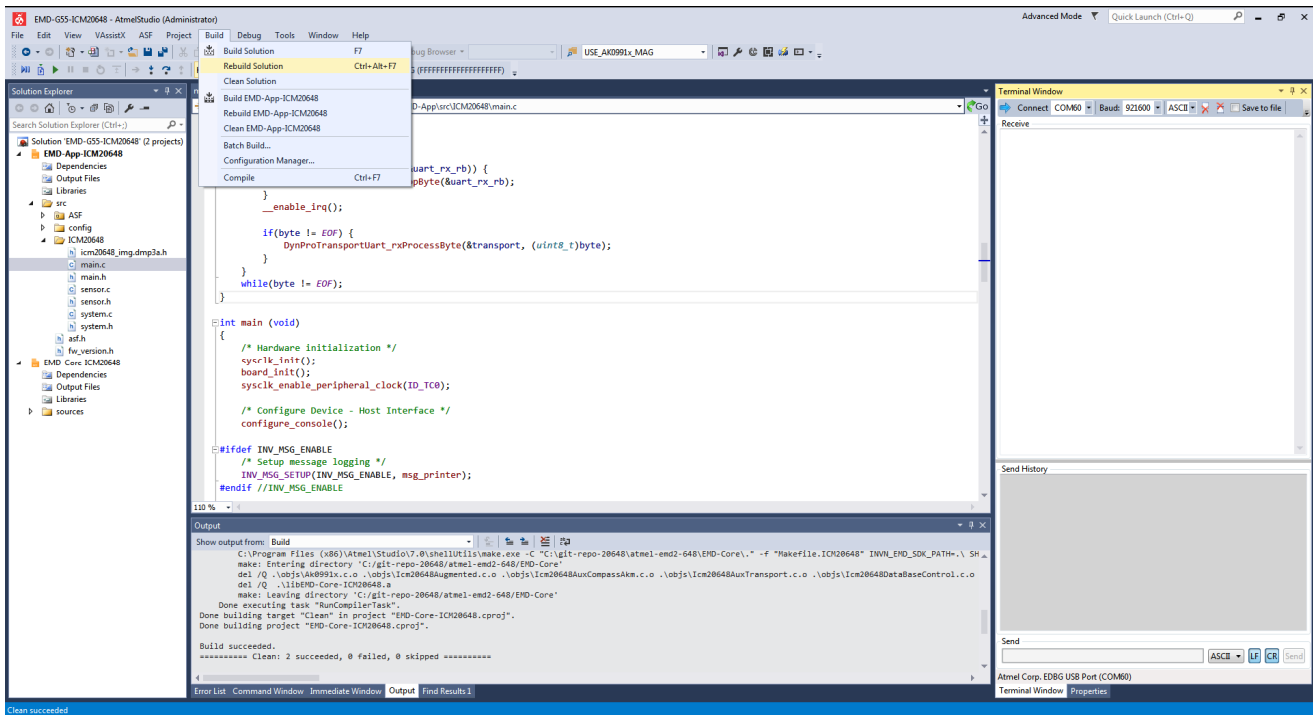 EMD-G55-ICM20648 - AtmelStudio (Administrator)
Advanced Mode
Quick Launch (Ctrl+Q)
File Edit View VAssistX ASF Project Build Debug Tools Window Help
Build Solution F7
Rebuild Solution Ctrl+Alt+F7
Clean Solution
Build EMD-App-ICM20648
Rebuild EMD-App-ICM20648
Clean EMD-App-ICM20648
Batch Build...
Configuration Manager...
Compile Ctrl+F7
bug Browser
USE_AK0991x_MAG
(FFFFFFFFFFFFFFFFFFF)
Solution Explorer
Search Solution Explorer (Ctrl+;)
Solution 'EMD-G55-ICM20648' (2 projects)
EMD-App-ICM20648
Dependencies
Output Files
Libraries
src
ASF
config
ICM20648
icm20648_img.dmp3a.h
main.c
main.h
sensor.c
sensor.h
system.c
system.h
asf.h
fw_version.h
EMD-Core-ICM20648
Dependencies
Output Files
Libraries
sources
D-App\src\ICM20648\main.c
Go
uart_rx_rb)) {
pByte(&uart_rx_rb);
}
__enable_irq();
if(byte != EOF) {
DynProTransportUart_rxProcessByte(&transport, (uint8_t)byte);
}
}
while(byte != EOF);
}
int main (void)
{
/* Hardware initialization */
sysclk_init();
board_init();
sysclk_enable_peripheral_clock(ID_TC0);
/* Configure Device - Host Interface */
configure_console();
#ifdef INV_MSG_ENABLE
/* Setup message logging */
INV_MSG_SETUP(INV_MSG_ENABLE, msg_printer);
#endif //INV_MSG_ENABLE
110 %
Output
Show output from: Build
C:\Program Files (x86)\Atmel\Studio\7.0\shellUtils\make.exe -C "C:\git-repo-20648\atmel-emd2-648\EMD-Core\." -f "Makefile.ICM20648" INVN_EMD_SDK_PATH=.\ SH
make: Entering directory 'C:/git-repo-20648/atmel-emd2-648/EMD-Core'
del /Q .\objs\Ak0991x.c.o .\objs\Icm20648Augmented.c.o .\objs\Icm20648AuxCompassAkm.c.o .\objs\Icm20648AuxTransport.c.o .\objs\Icm20648DataBaseControl.c.o
del /Q .\libEMD-Core-ICM20648.a
make: Leaving directory 'C:/git-repo-20648/atmel-emd2-648/EMD-Core'
Done executing task "RunCompilerTask".
Done building target "Clean" in project "EMD-Core-ICM20648.cproj".
Done building project "EMD-Core-ICM20648.cproj".
Build succeeded.
========== Clean: 2 succeeded, 0 failed, 0 skipped ==========
Error List Command Window Immediate Window Output Find Results 1
Terminal Window
Connect COM60 Baud: 921600 ASCII Save to file
Receive
Send History
Send
ASCII LF CR Send
Atmel Corp. EDBG USB Port (COM60)
Terminal Window Properties
Clean succeeded